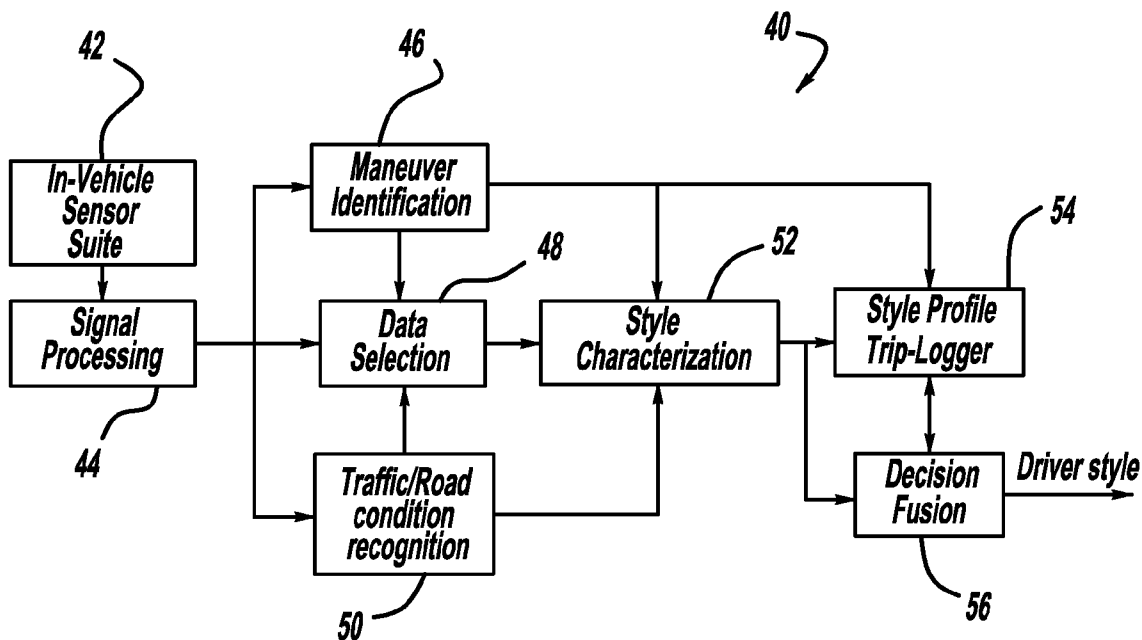 42
46
40
In-Vehicle
Sensor
Suite
Maneuver
Identification
54
48
52
Signal
Processing
Data
Selection
Style
Characterization
Style Profile
Trip-Logger
44
Traffic/Road
condition
recognition
Decision
Fusion
Driver style
50
56